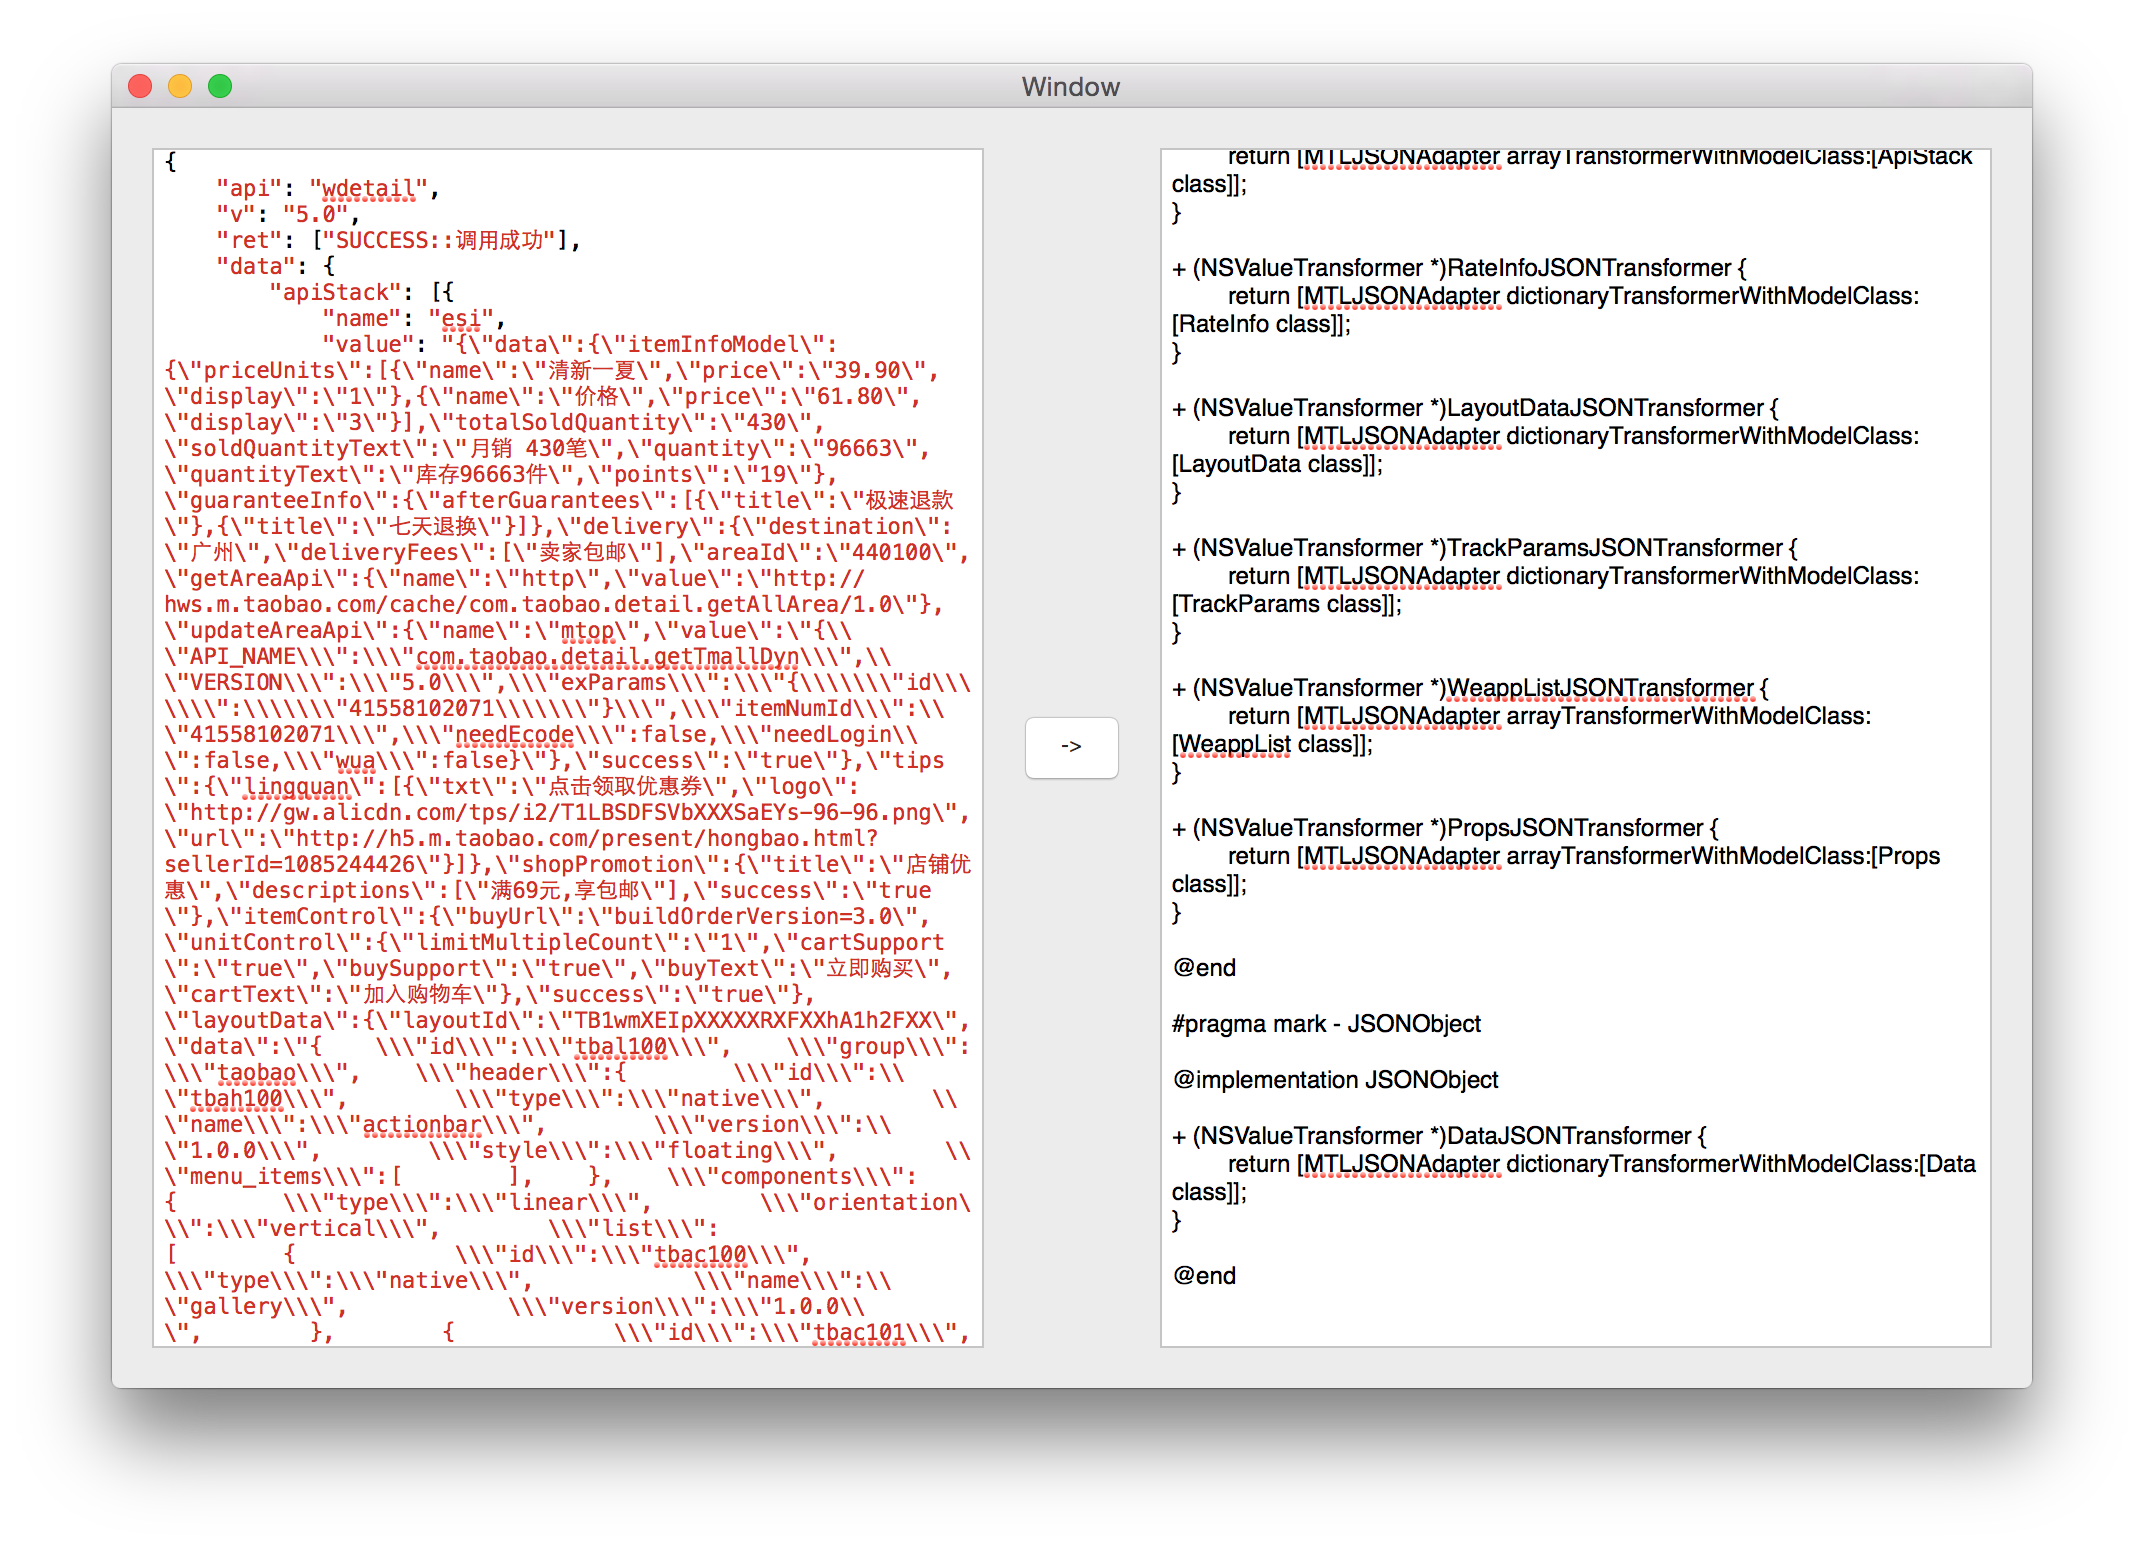 Window
{
    "api": "wdetail",
    "v": "5.0",
    "ret": ["SUCCESS::调用成功"],
    "data": {
        "apiStack": [{
            "name": "esi",
            "value": "{\"data\":{\"itemInfoModel\":
{\"priceUnits\":[{\"name\":\"清新一夏\",\"price\":\"39.90\",
\"display\":\"1\"},{\"name\":\"价格\",\"price\":\"61.80\",
\"display\":\"3\"}],\"totalSoldQuantity\":\"430\",
\"soldQuantityText\":\"月销 430笔\",\"quantity\":\"96663\",
\"quantityText\":\"库存96663件\",\"points\":\"19\"},
\"guaranteeInfo\":{\"afterGuarantees\":[{\"title\":\"极速退款
\"},{\"title\":\"七天退换\"}]},\"delivery\":{\"destination\":
\"广州\",\"deliveryFees\":[\"卖家包邮\"],\"areaId\":\"440100\",
\"getAreaApi\":{\"name\":\"http\",\"value\":\"http://
hws.m.taobao.com/cache/com.taobao.detail.getAllArea/1.0\"},
\"updateAreaApi\":{\"name\":\"mtop\",\"value\":\"{\\
\"API_NAME\\\":\\\"com.taobao.detail.getTmallDyn\\\",\\
\"VERSION\\\":\\\"5.0\\\",\\\"exParams\\\":\\\"{\\\\\\\"id\\\
\\\\":\\\\\\\"41558102071\\\\\\\"}\\\",\\\"itemNumId\\\":\\
\"41558102071\\\",\\\"needEcode\\\":false,\\\"needLogin\\
\":false,\\\"wua\\\":false}\"},\"success\":\"true\"},\"tips
\":{\"lingquan\":[{\"txt\":\"点击领取优惠券\",\"logo\":
\"http://gw.alicdn.com/tps/i2/T1LBSDFSVbXXXSaEYs-96-96.png\",
\"url\":\"http://h5.m.taobao.com/present/hongbao.html?
sellerId=1085244426\"}]},\"shopPromotion\":{\"title\":\"店铺优
惠\",\"descriptions\":[\"满69元,享包邮\"],\"success\":\"true
\"},\"itemControl\":{\"buyUrl\":\"buildOrderVersion=3.0\",
\"unitControl\":{\"limitMultipleCount\":\"1\",\"cartSupport
\":\"true\",\"buySupport\":\"true\",\"buyText\":\"立即购买\",
\"cartText\":\"加入购物车\"},\"success\":\"true\"},
\"layoutData\":{\"layoutId\":\"TB1wmXEIpXXXXXRXFXXhA1h2FXX\",
\"data\":\"{    \\\"id\\\":\\\"tbal100\\\",    \\\"group\\\":
\\\"taobao\\\",    \\\"header\\\":{        \\\"id\\\":\\
\"tbah100\\\",        \\\"type\\\":\\\"native\\\",        \\
\"name\\\":\\\"actionbar\\\",        \\\"version\\\":\\
\"1.0.0\\\",        \\\"style\\\":\\\"floating\\\",        \\
\"menu_items\\\":[        ],    },    \\\"components\\\":
{        \\\"type\\\":\\\"linear\\\",        \\\"orientation\
\\":\\\"vertical\\\",        \\\"list\\\":
[        {            \\\"id\\\":\\\"tbac100\\\",
\\\"type\\\":\\\"native\\\",            \\\"name\\\":\\
\"gallery\\\",            \\\"version\\\":\\\"1.0.0\\
\",        },        {            \\\"id\\\":\\\"tbac101\\\",
->
return [MTLJSONAdapter arrayTransformerWithModelClass:[ApiStack
class]];
}
+ (NSValueTransformer *)RateInfoJSONTransformer {
return [MTLJSONAdapter dictionaryTransformerWithModelClass:
[RateInfo class]];
}
+ (NSValueTransformer *)LayoutDataJSONTransformer {
return [MTLJSONAdapter dictionaryTransformerWithModelClass:
[LayoutData class]];
}
+ (NSValueTransformer *)TrackParamsJSONTransformer {
return [MTLJSONAdapter dictionaryTransformerWithModelClass:
[TrackParams class]];
}
+ (NSValueTransformer *)WeappListJSONTransformer {
return [MTLJSONAdapter arrayTransformerWithModelClass:
[WeappList class]];
}
+ (NSValueTransformer *)PropsJSONTransformer {
return [MTLJSONAdapter arrayTransformerWithModelClass:[Props
class]];
}
@end
#pragma mark - JSONObject
@implementation JSONObject
+ (NSValueTransformer *)DataJSONTransformer {
return [MTLJSONAdapter dictionaryTransformerWithModelClass:[Data
class]];
}
@end